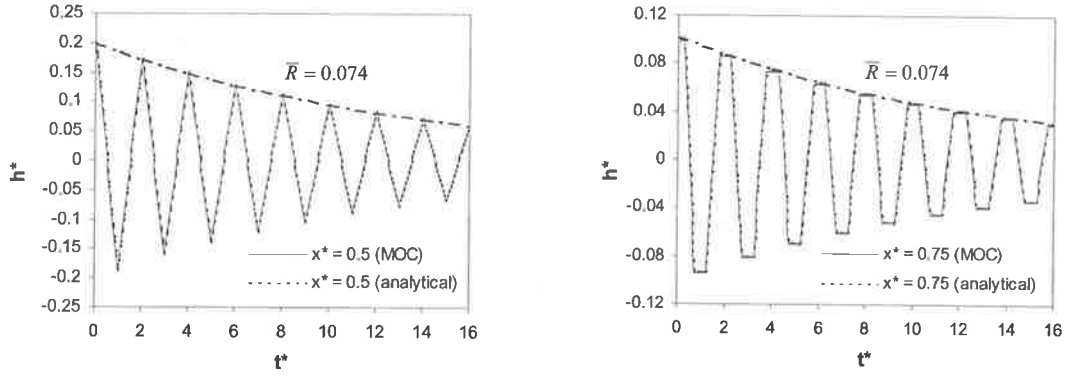 0,25
0.2
0.15
0.1
0.05
0
-0.05
-0.1
-0.15
-0.2
-0.25
h*
R̅ = 0.074
x* = 0.5 (MOC)
x* = 0.5 (analytical)
0 2 4 6 8 10 12 14 16
t*
0.12
0.08
0.04
0
-0.04
-0.08
-0.12
h*
R̅ = 0.074
x* = 0.75 (MOC)
x* = 0.75 (analytical)
0 2 4 6 8 10 12 14 16
t*